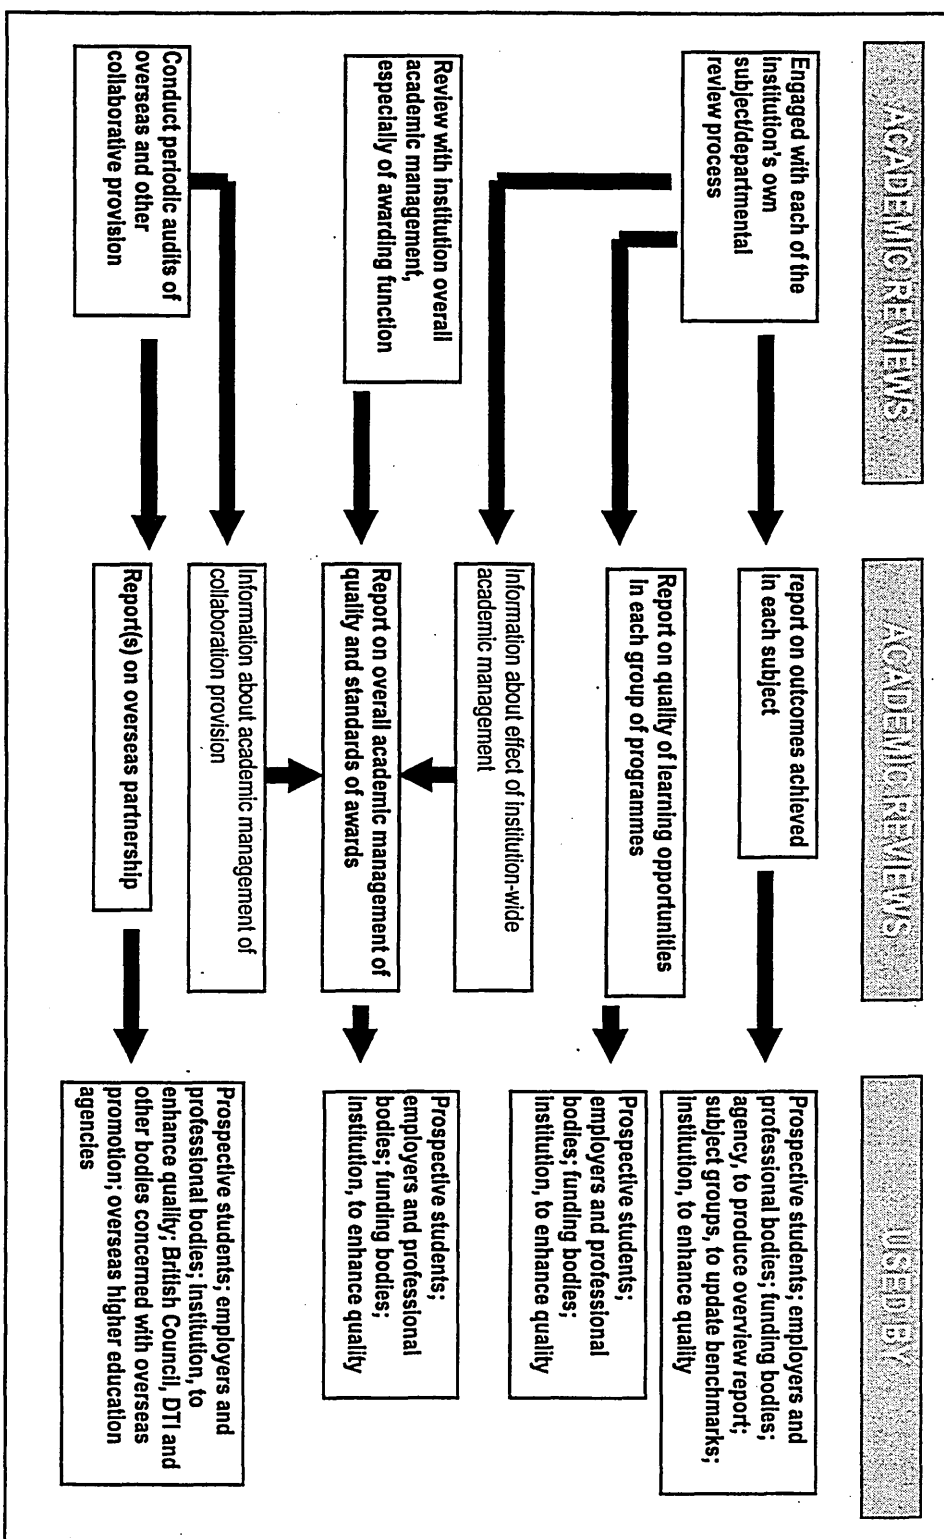 ACADEMIC REVIEWS
ACADEMIC REVIEWS
USED BY
Engaged with each of the
institution's own
subject/departmental
review process
report on outcomes achieved
in each subject
Prospective students; employers and
professional bodies; funding bodies;
agency, to produce overview report;
subject groups, to update benchmarks;
institution, to enhance quality
Report on quality of learning opportunities
in each group of programmes
Prospective students;
employers and professional
bodies; funding bodies;
institution, to enhance quality
Information about effect of institution-wide
academic management
Review with institution overall
academic management,
especially of awarding function
Report on overall academic management of
quality and standards of awards
Prospective students;
employers and professional
bodies; funding bodies;
institution, to enhance quality
Information about academic management of
collaboration provision
Conduct periodic audits of
overseas and other
collaborative provision
Report(s) on overseas partnership
Prospective students; employers and
professional bodies; institution, to
enhance quality; British Council, DTI and
other bodies concerned with overseas
promotion; overseas higher education
agencies